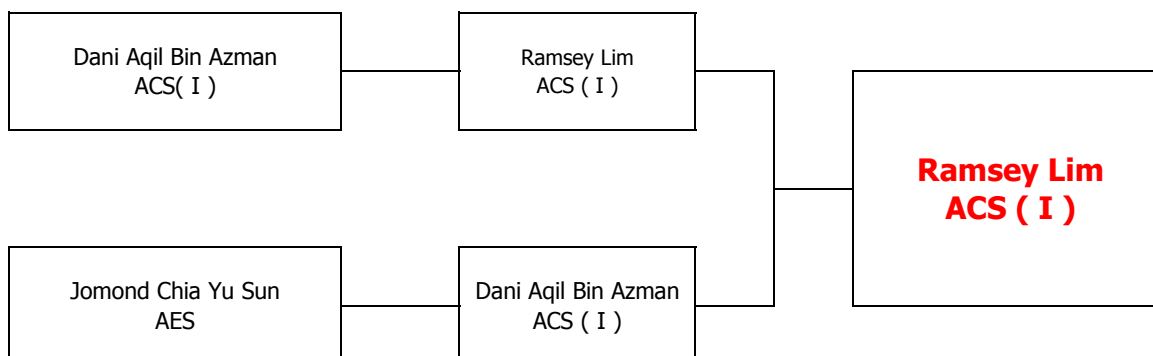 Dani Aqil Bin Azman
ACS( I )
Ramsey Lim
ACS ( I )
Ramsey Lim
ACS ( I )
Jomond Chia Yu Sun
AES
Dani Aqil Bin Azman
ACS ( I )